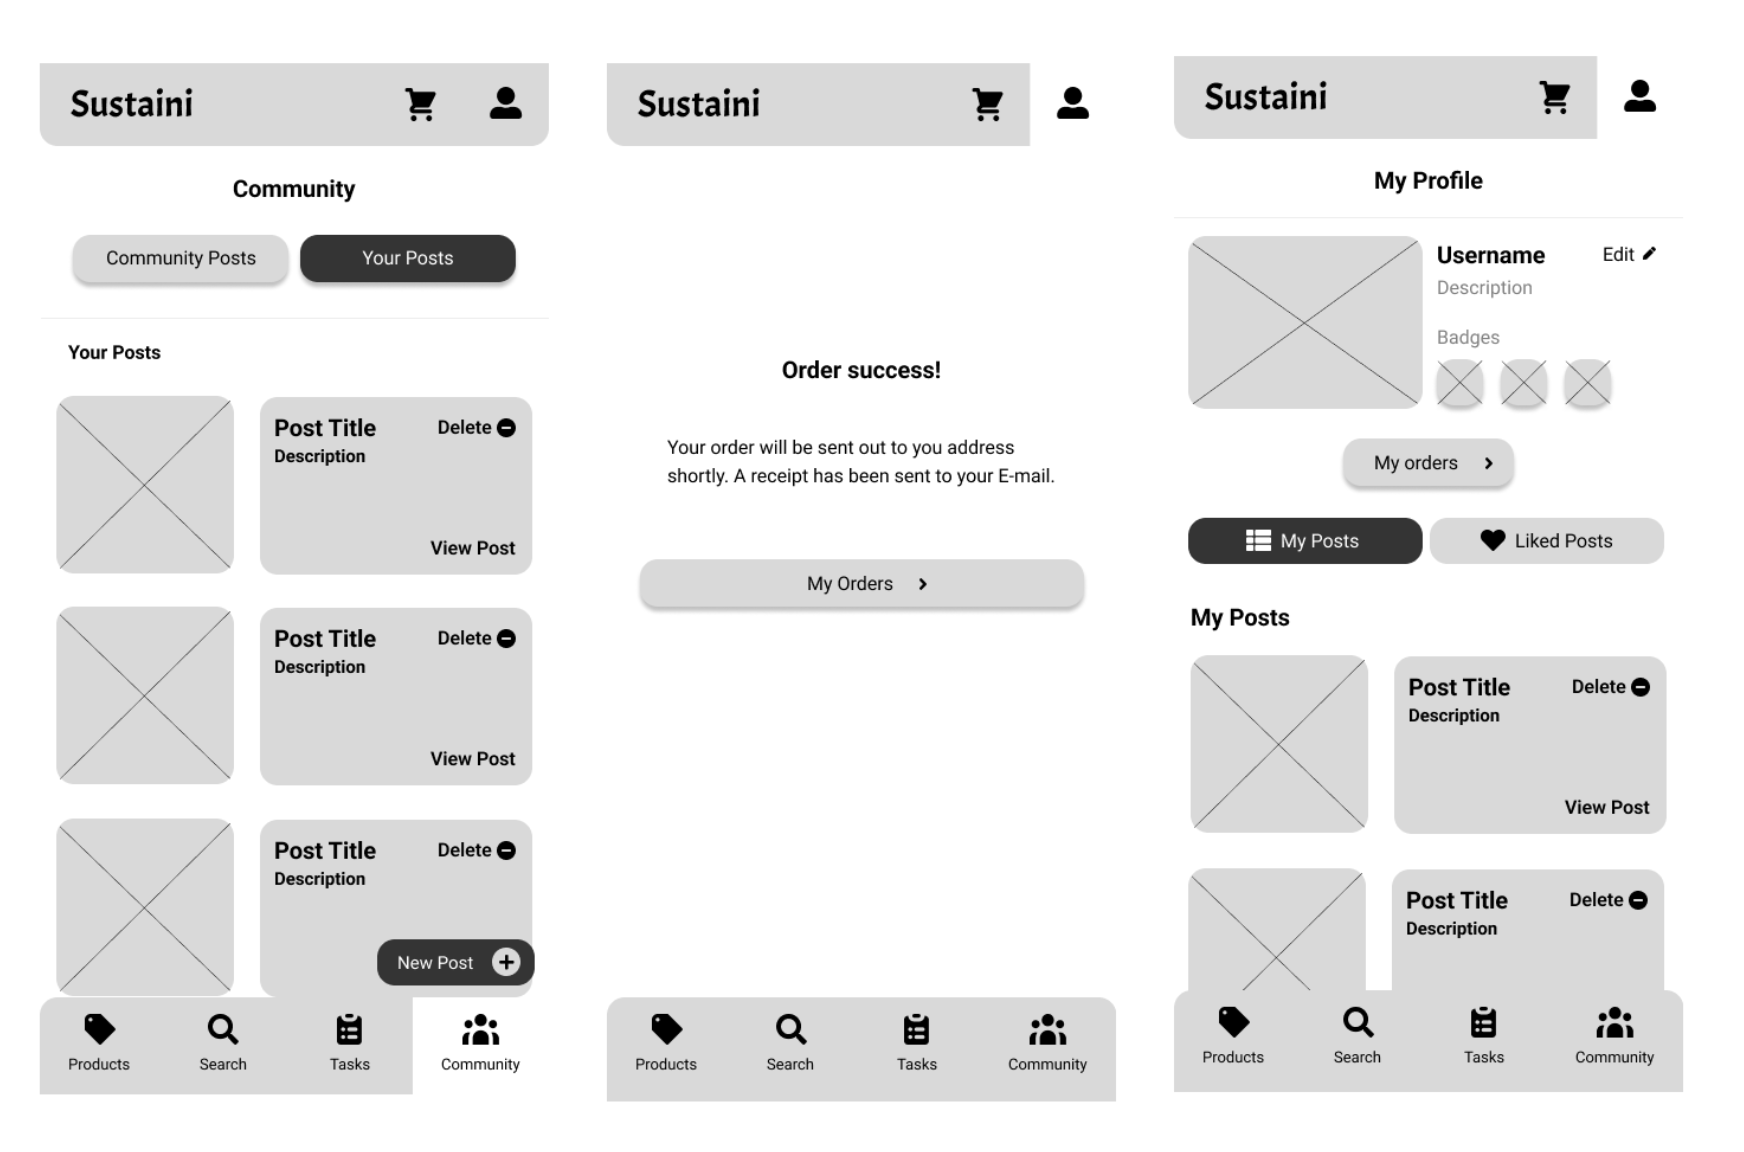 Sustaini
Community
Community Posts
Your Posts
Your Posts
Post Title
Delete
Description
View Post
Post Title
Delete
Description
View Post
Post Title
Delete
Description
New Post
Products
Search
Tasks
Community
Sustaini
Order success!
Your order will be sent out to you address
shortly. A receipt has been sent to your E-mail.
My Orders
Products
Search
Tasks
Community
Sustaini
My Profile
Username
Edit
Description
Badges
My orders
My Posts
Liked Posts
My Posts
Post Title
Delete
Description
View Post
Post Title
Delete
Description
Products
Search
Tasks
Community